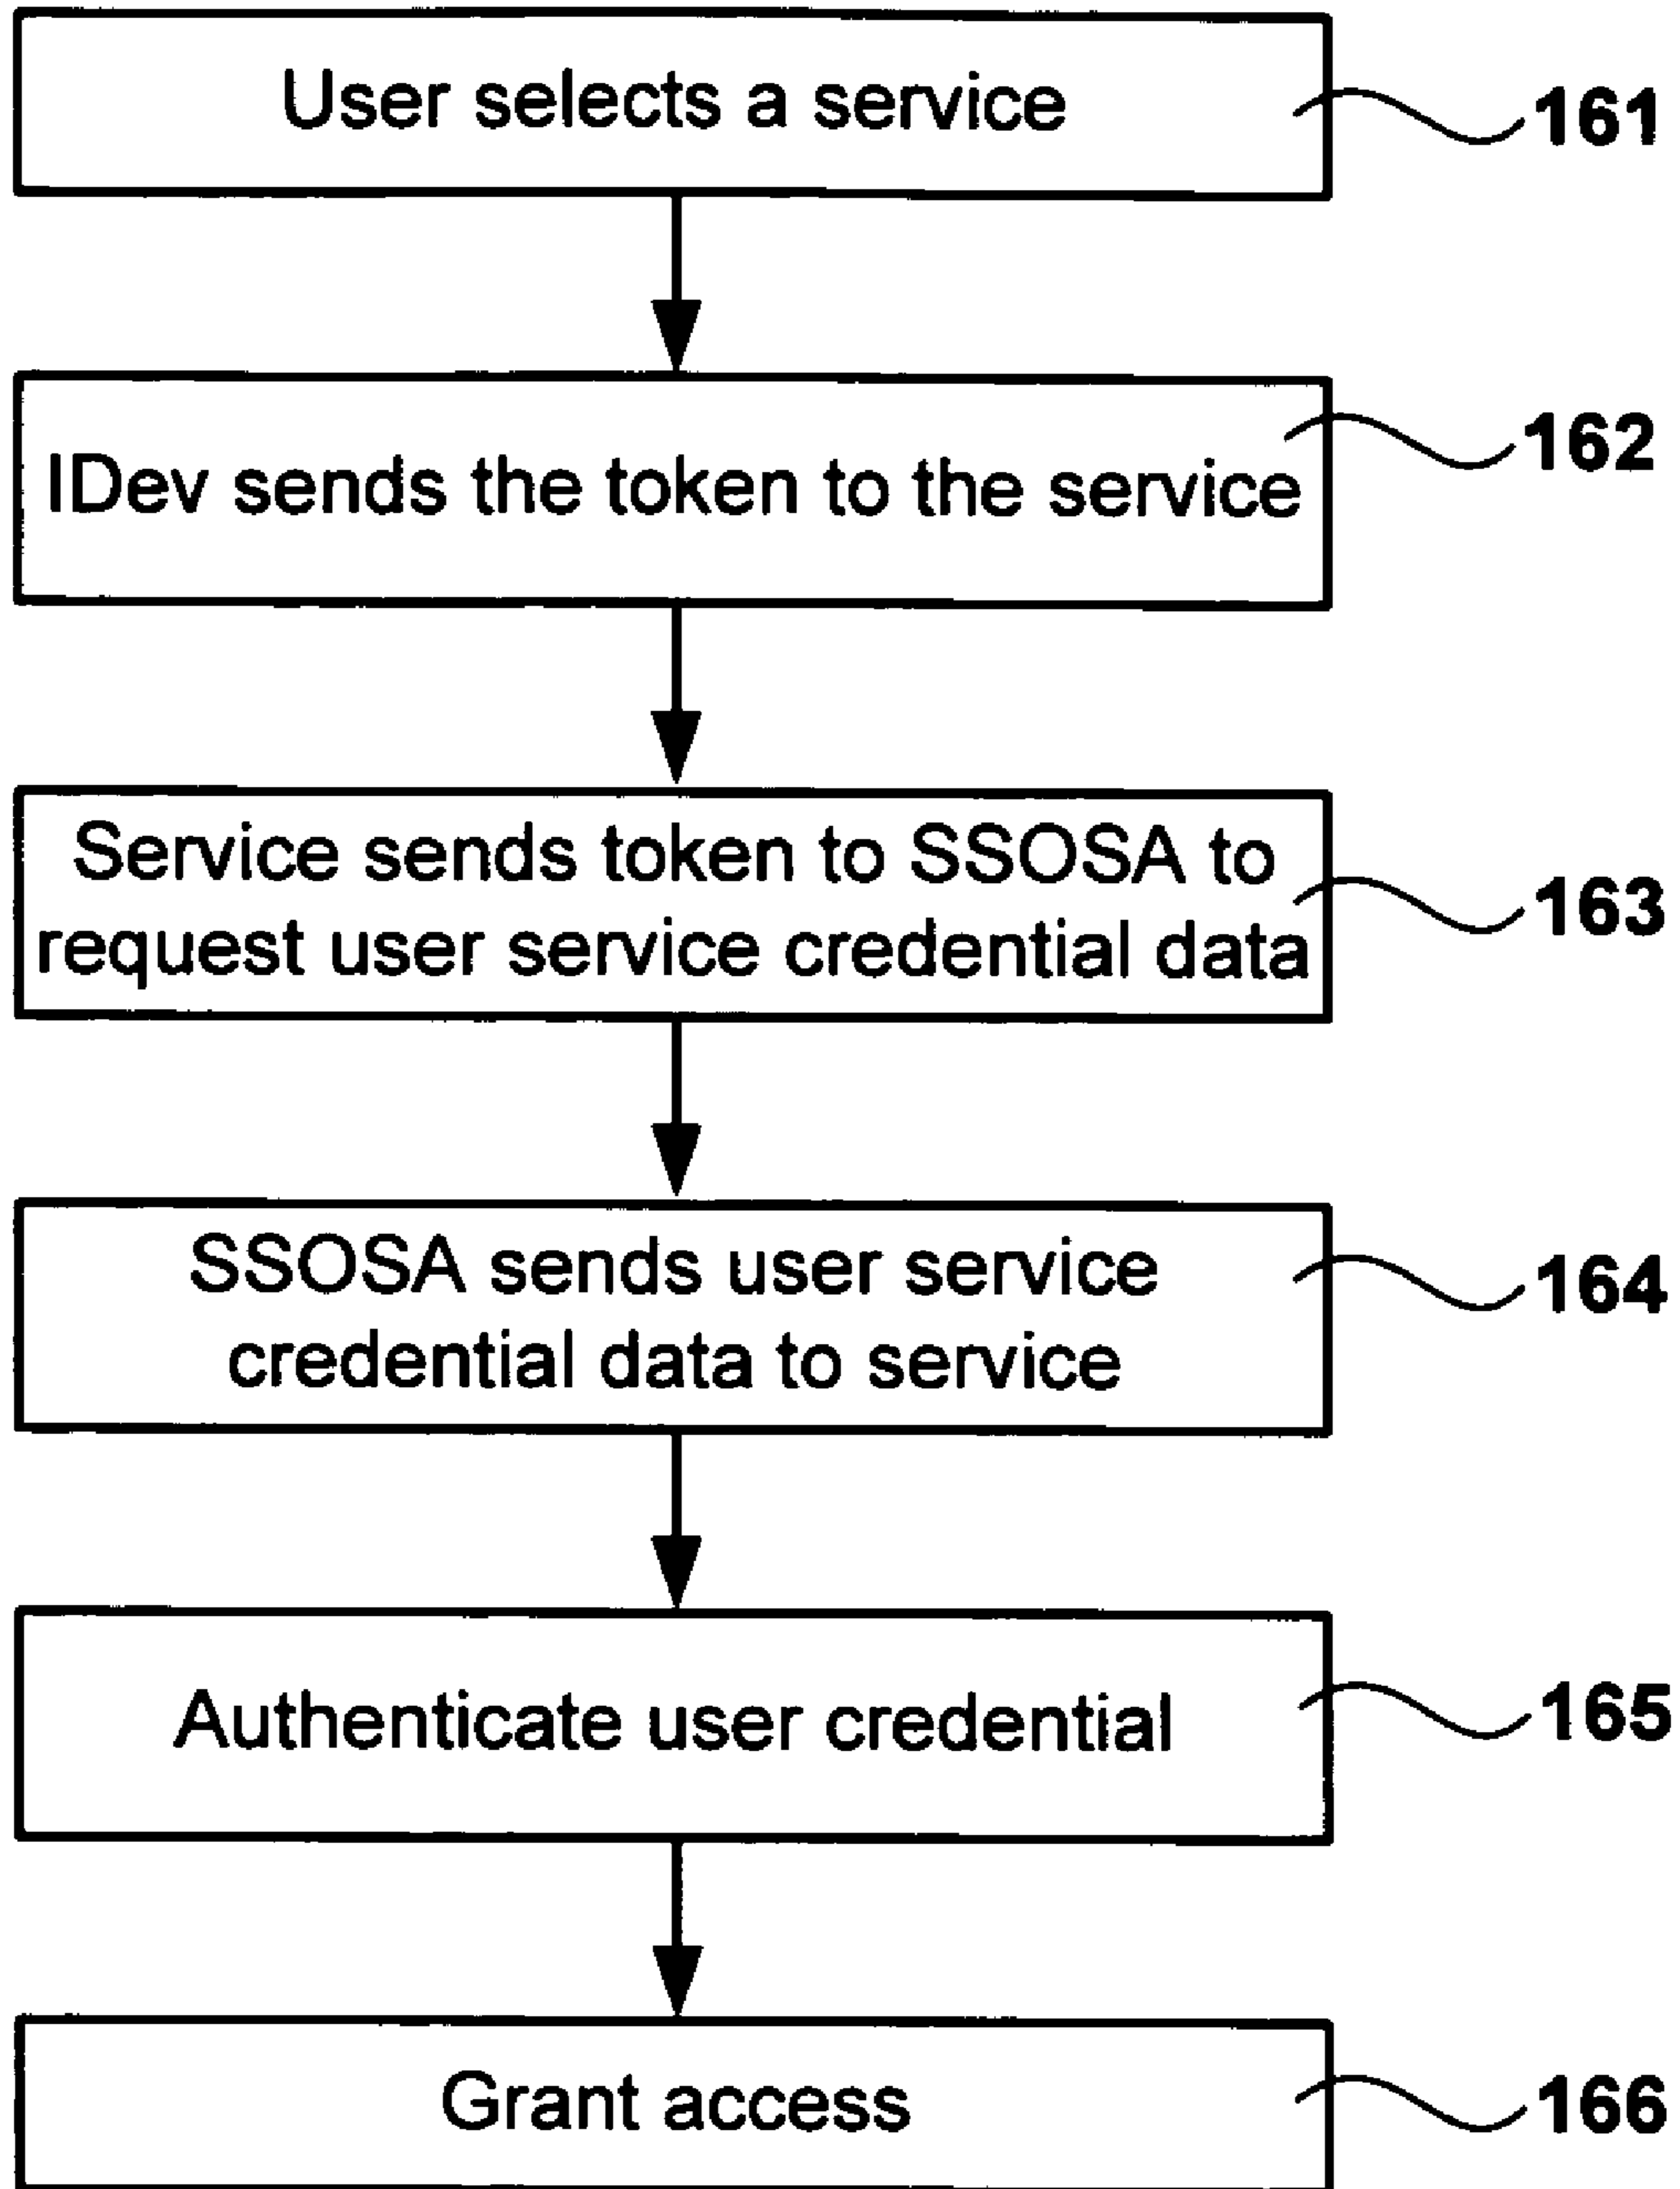 User selects a service
161
IDev sends the token to the service
162
Service sends token to SSOSA to
request user service credential data
163
SSOSA sends user service
credential data to service
164
Authenticate user credential
165
Grant access
166